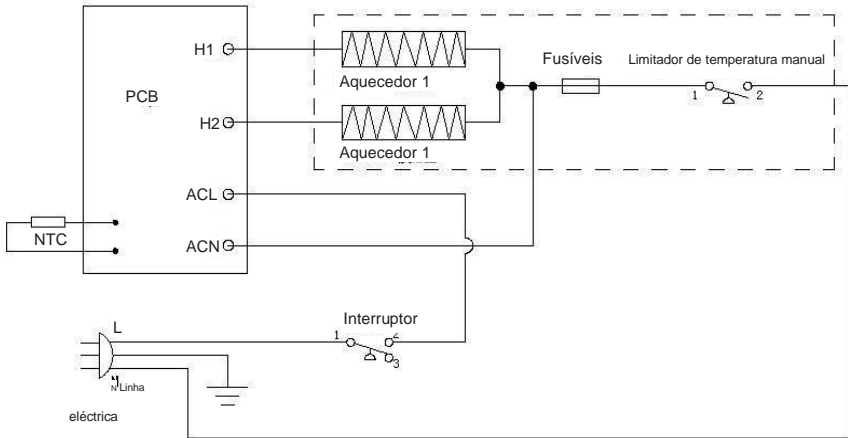 H1
Aquecedor 1
Fusíveis
Limitador de temperatura manual
1
2
PCB
H2
Aquecedor 1
ACL
NTC
ACN
Interruptor
L
1
2
3
N Linha
eléctrica